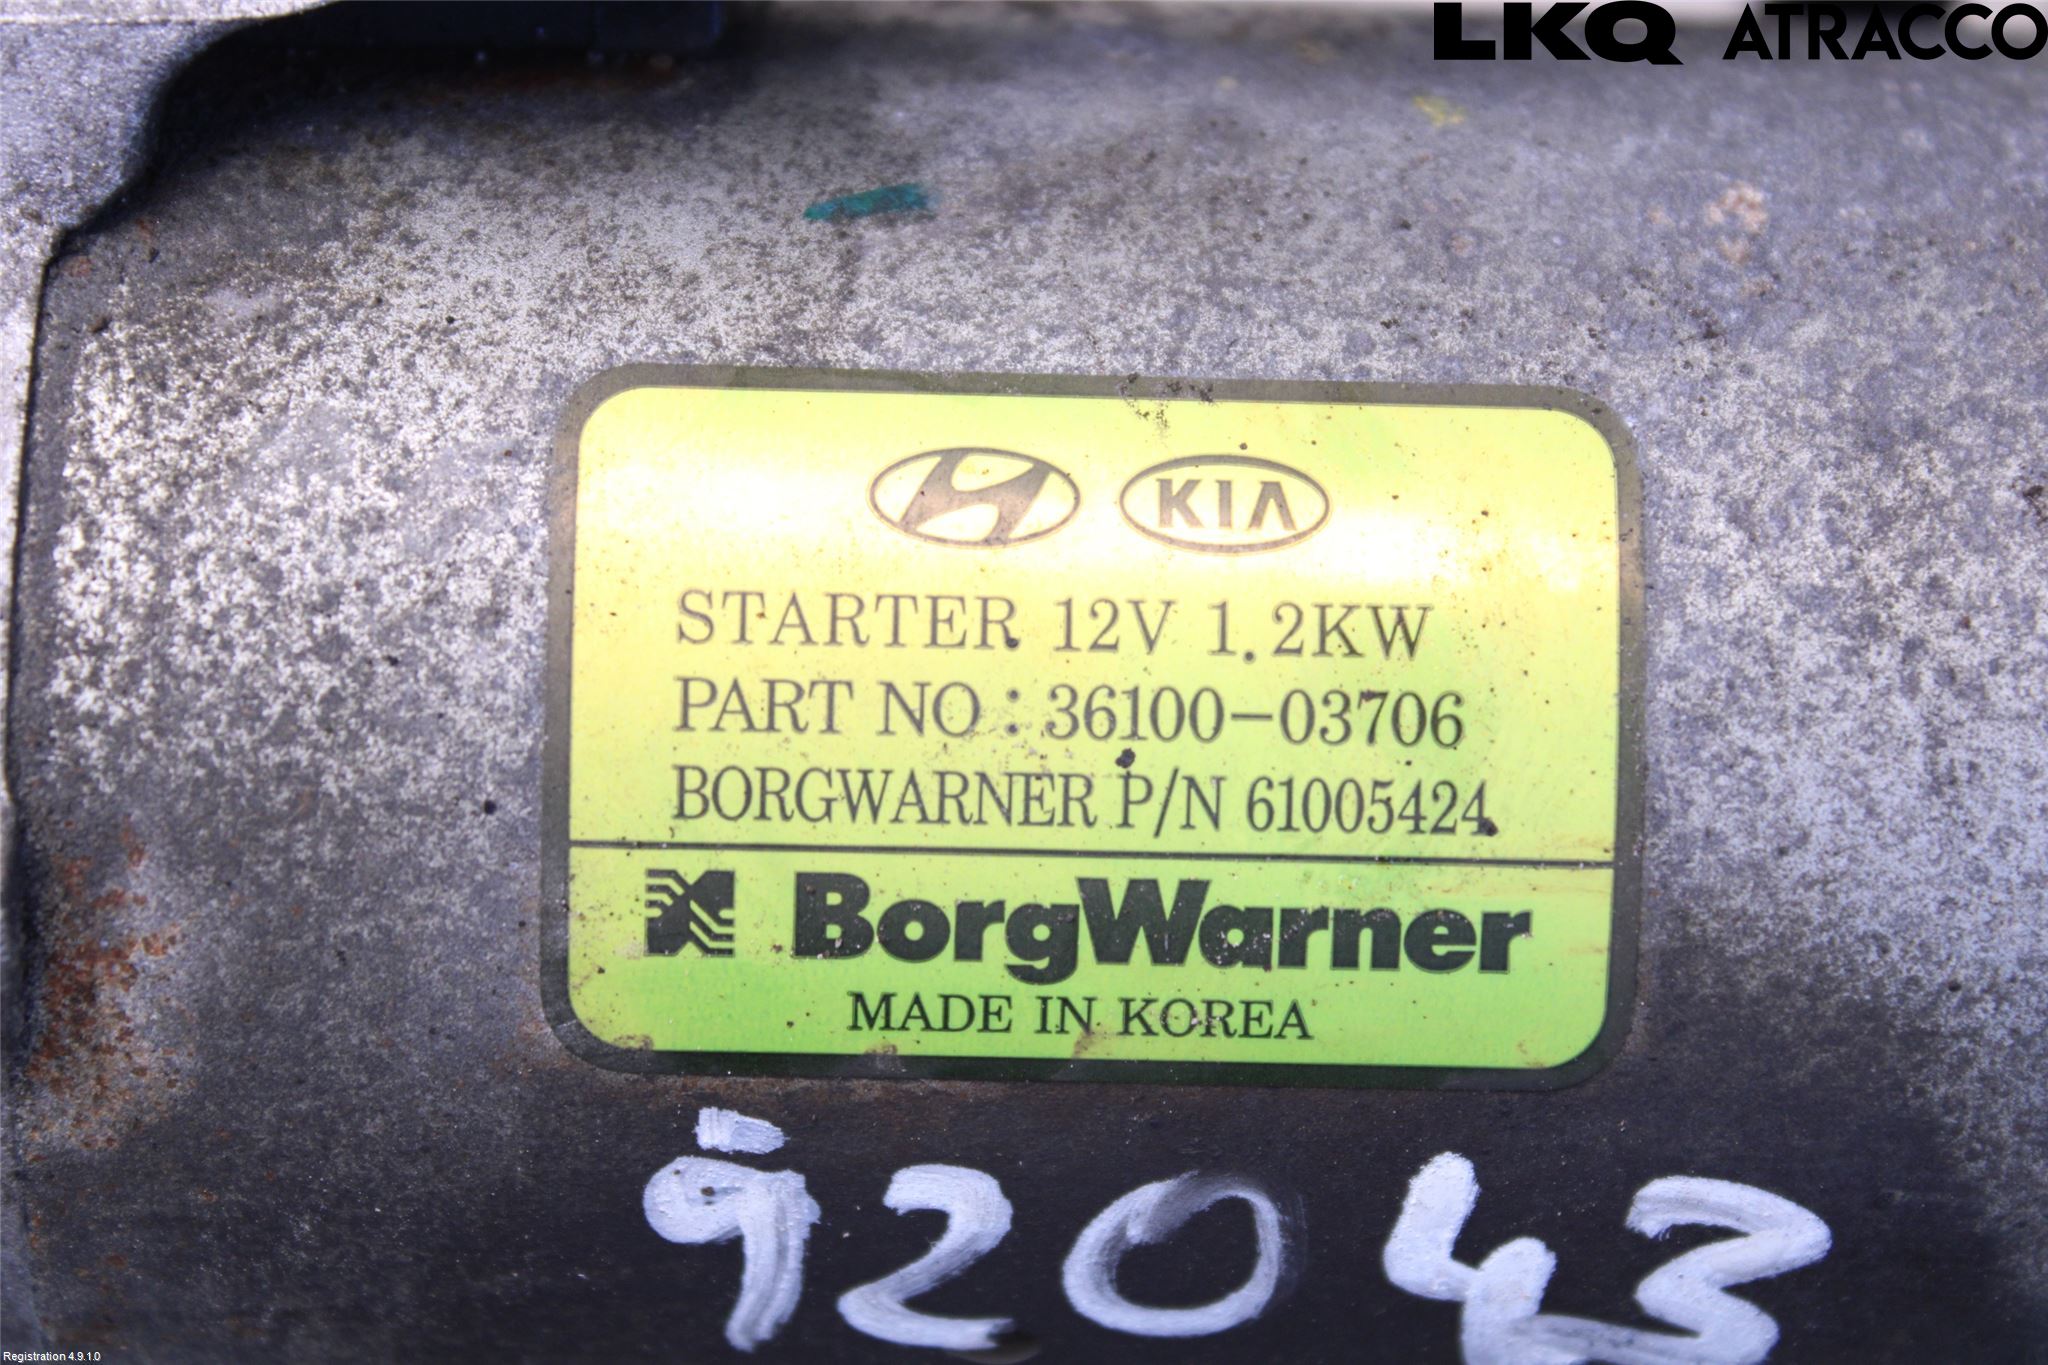 LKQ ATRACCO
KIA
STARTER 12V 1.2KW
PART NO : 36100-03706
BORGWARNER P/N 61005424
BorgWarner
MADE IN KOREA
92043
Registration 4.9.1.0